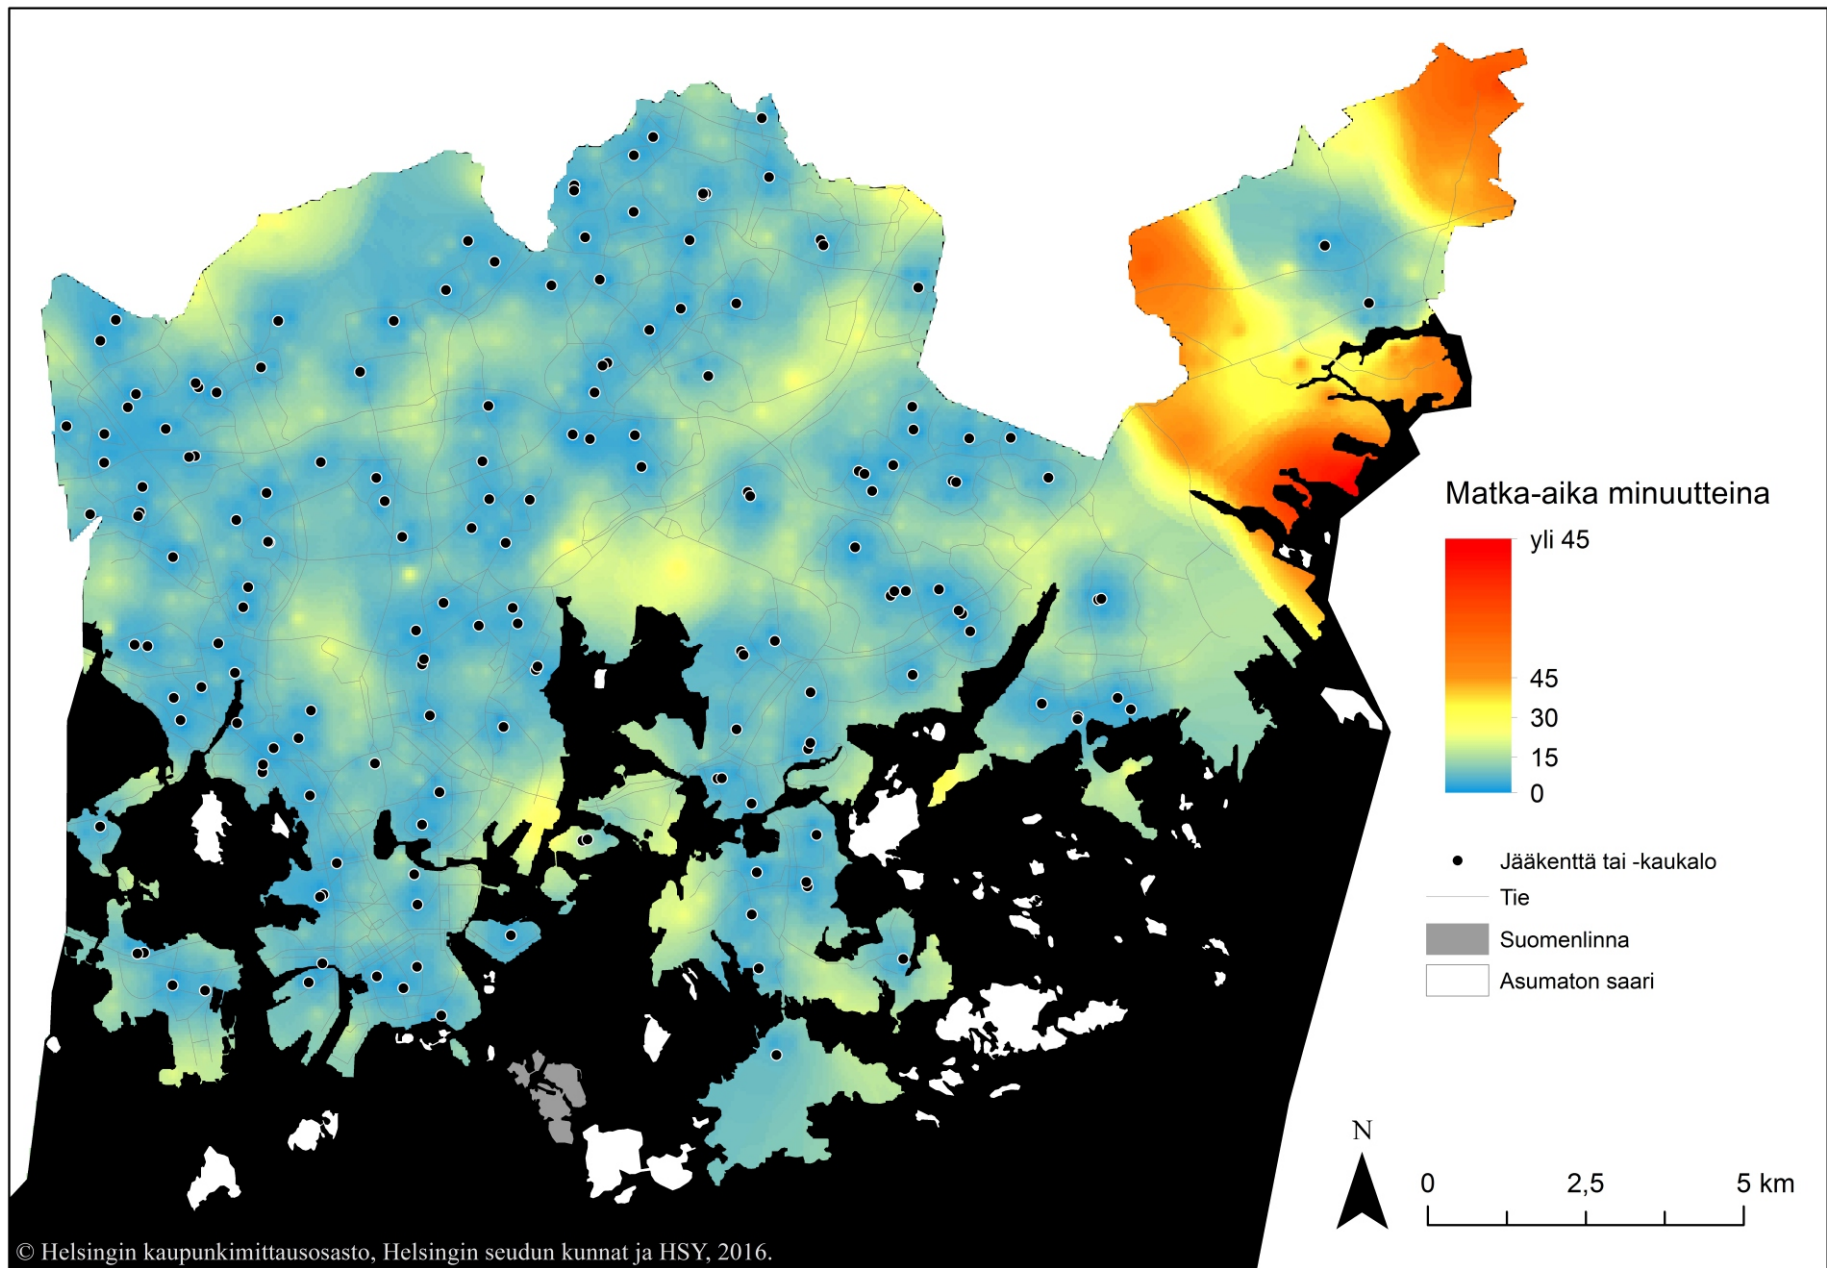 Matka-aika minuutteina
yli 45
45
30
15
0
Jääkenttä tai -kaukalo
Tie
Suomenlinna
Asumaton saari
N
0 2,5 5 km
© Helsingin kaupunkimittausosasto, Helsingin seudun kunnat ja HSY, 2016.